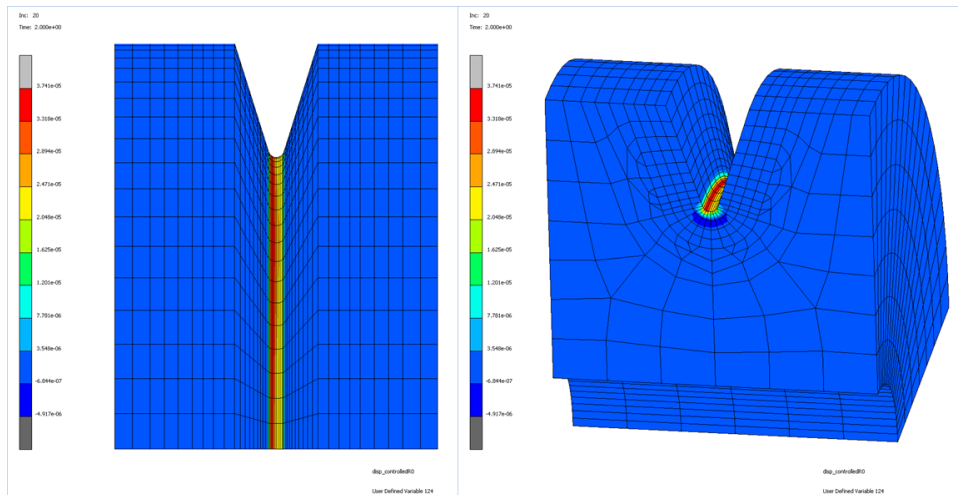 Inc: 20
Time: 2.000e+00
3.741e-05
3.318e-05
2.894e-05
2.471e-05
2.048e-05
1.625e-05
1.201e-05
7.781e-06
3.548e-06
-6.844e-07
-4.917e-06
disp_controlledR0
User Defined Variable 124
Inc: 20
Time: 2.000e+00
3.741e-05
3.318e-05
2.894e-05
2.471e-05
2.048e-05
1.625e-05
1.201e-05
7.781e-06
3.548e-06
-6.844e-07
-4.917e-06
disp_controlledR0
User Defined Variable 124